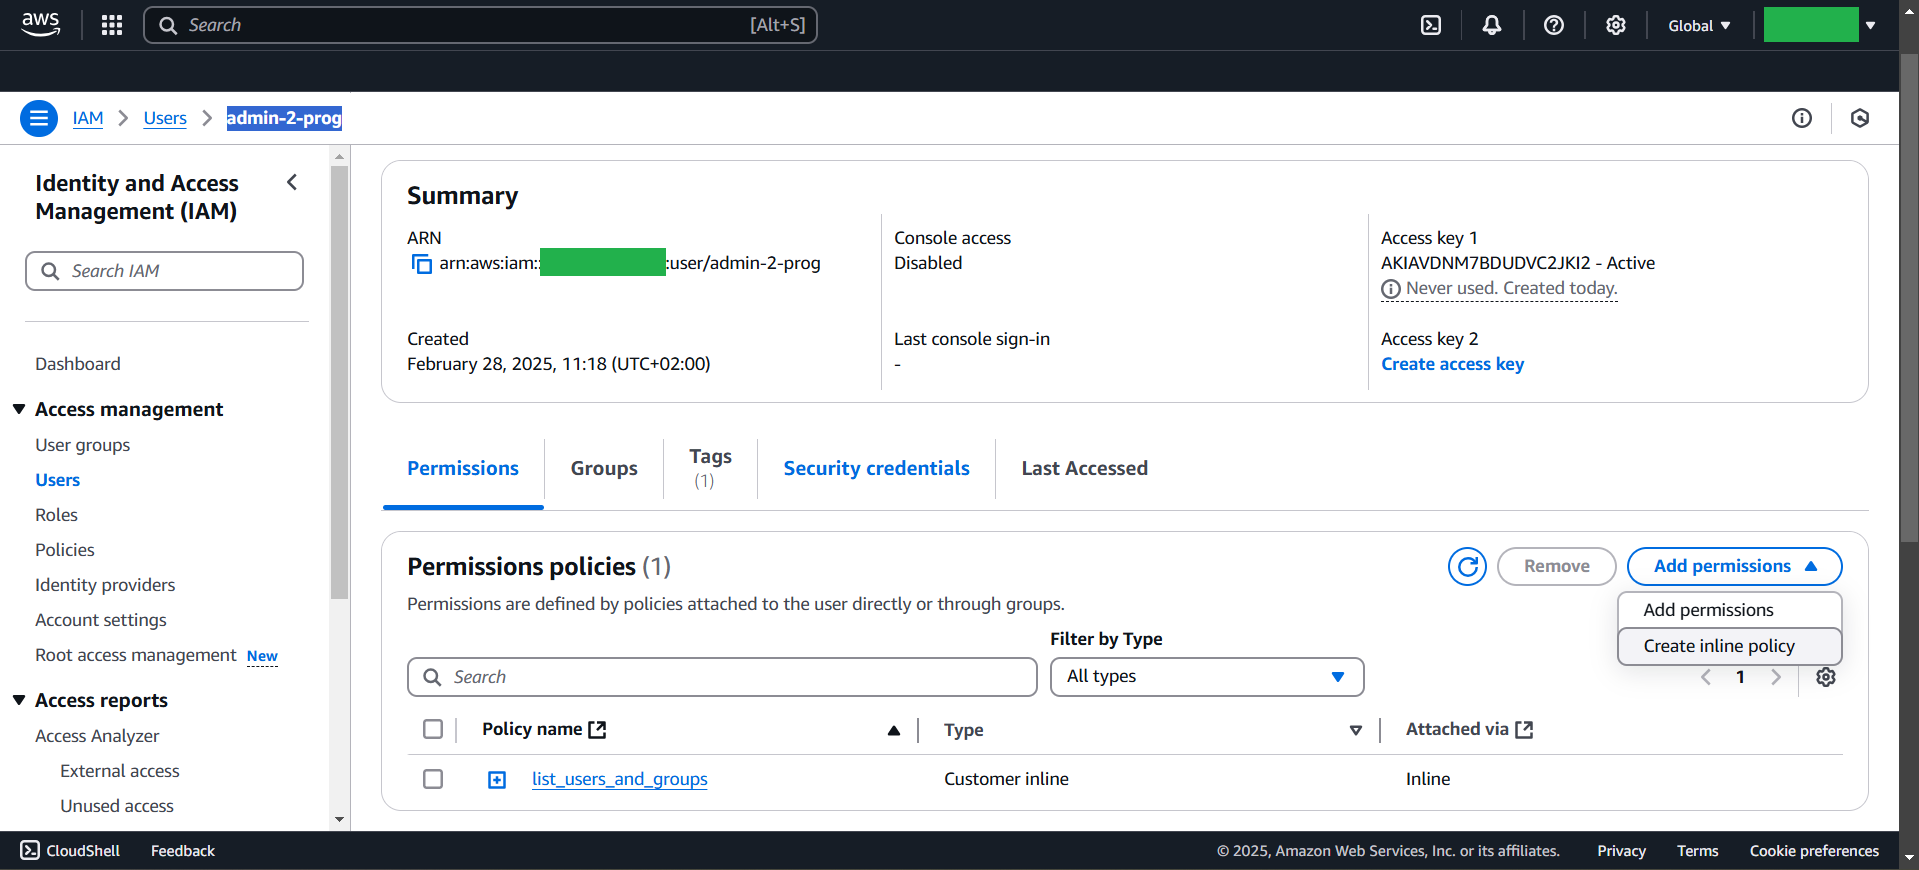 aws
Search
[Alt+S]
Global
IAM
Users
admin-2-prog
Identity and Access
Management (IAM)
Search IAM
Dashboard
Access management
User groups
Users
Roles
Policies
Identity providers
Account settings
Root access management New
Access reports
Access Analyzer
External access
Unused access
Summary
ARN
arn:aws:iam:: :user/admin-2-prog
Created
February 28, 2025, 11:18 (UTC+02:00)
Console access
Disabled
Last console sign-in
-
Access key 1
AKIAVDNM7BDUDVC2JKI2 - Active
Never used. Created today.
Access key 2
Create access key
Permissions
Groups
Tags
(1)
Security credentials
Last Accessed
Permissions policies (1)
Remove
Add permissions
Add permissions
Create inline policy
Permissions are defined by policies attached to the user directly or through groups.
Filter by Type
Search
All types
1
Policy name
Type
Attached via
list_users_and_groups
Customer inline
Inline
CloudShell
Feedback
© 2025, Amazon Web Services, Inc. or its affiliates.
Privacy
Terms
Cookie preferences